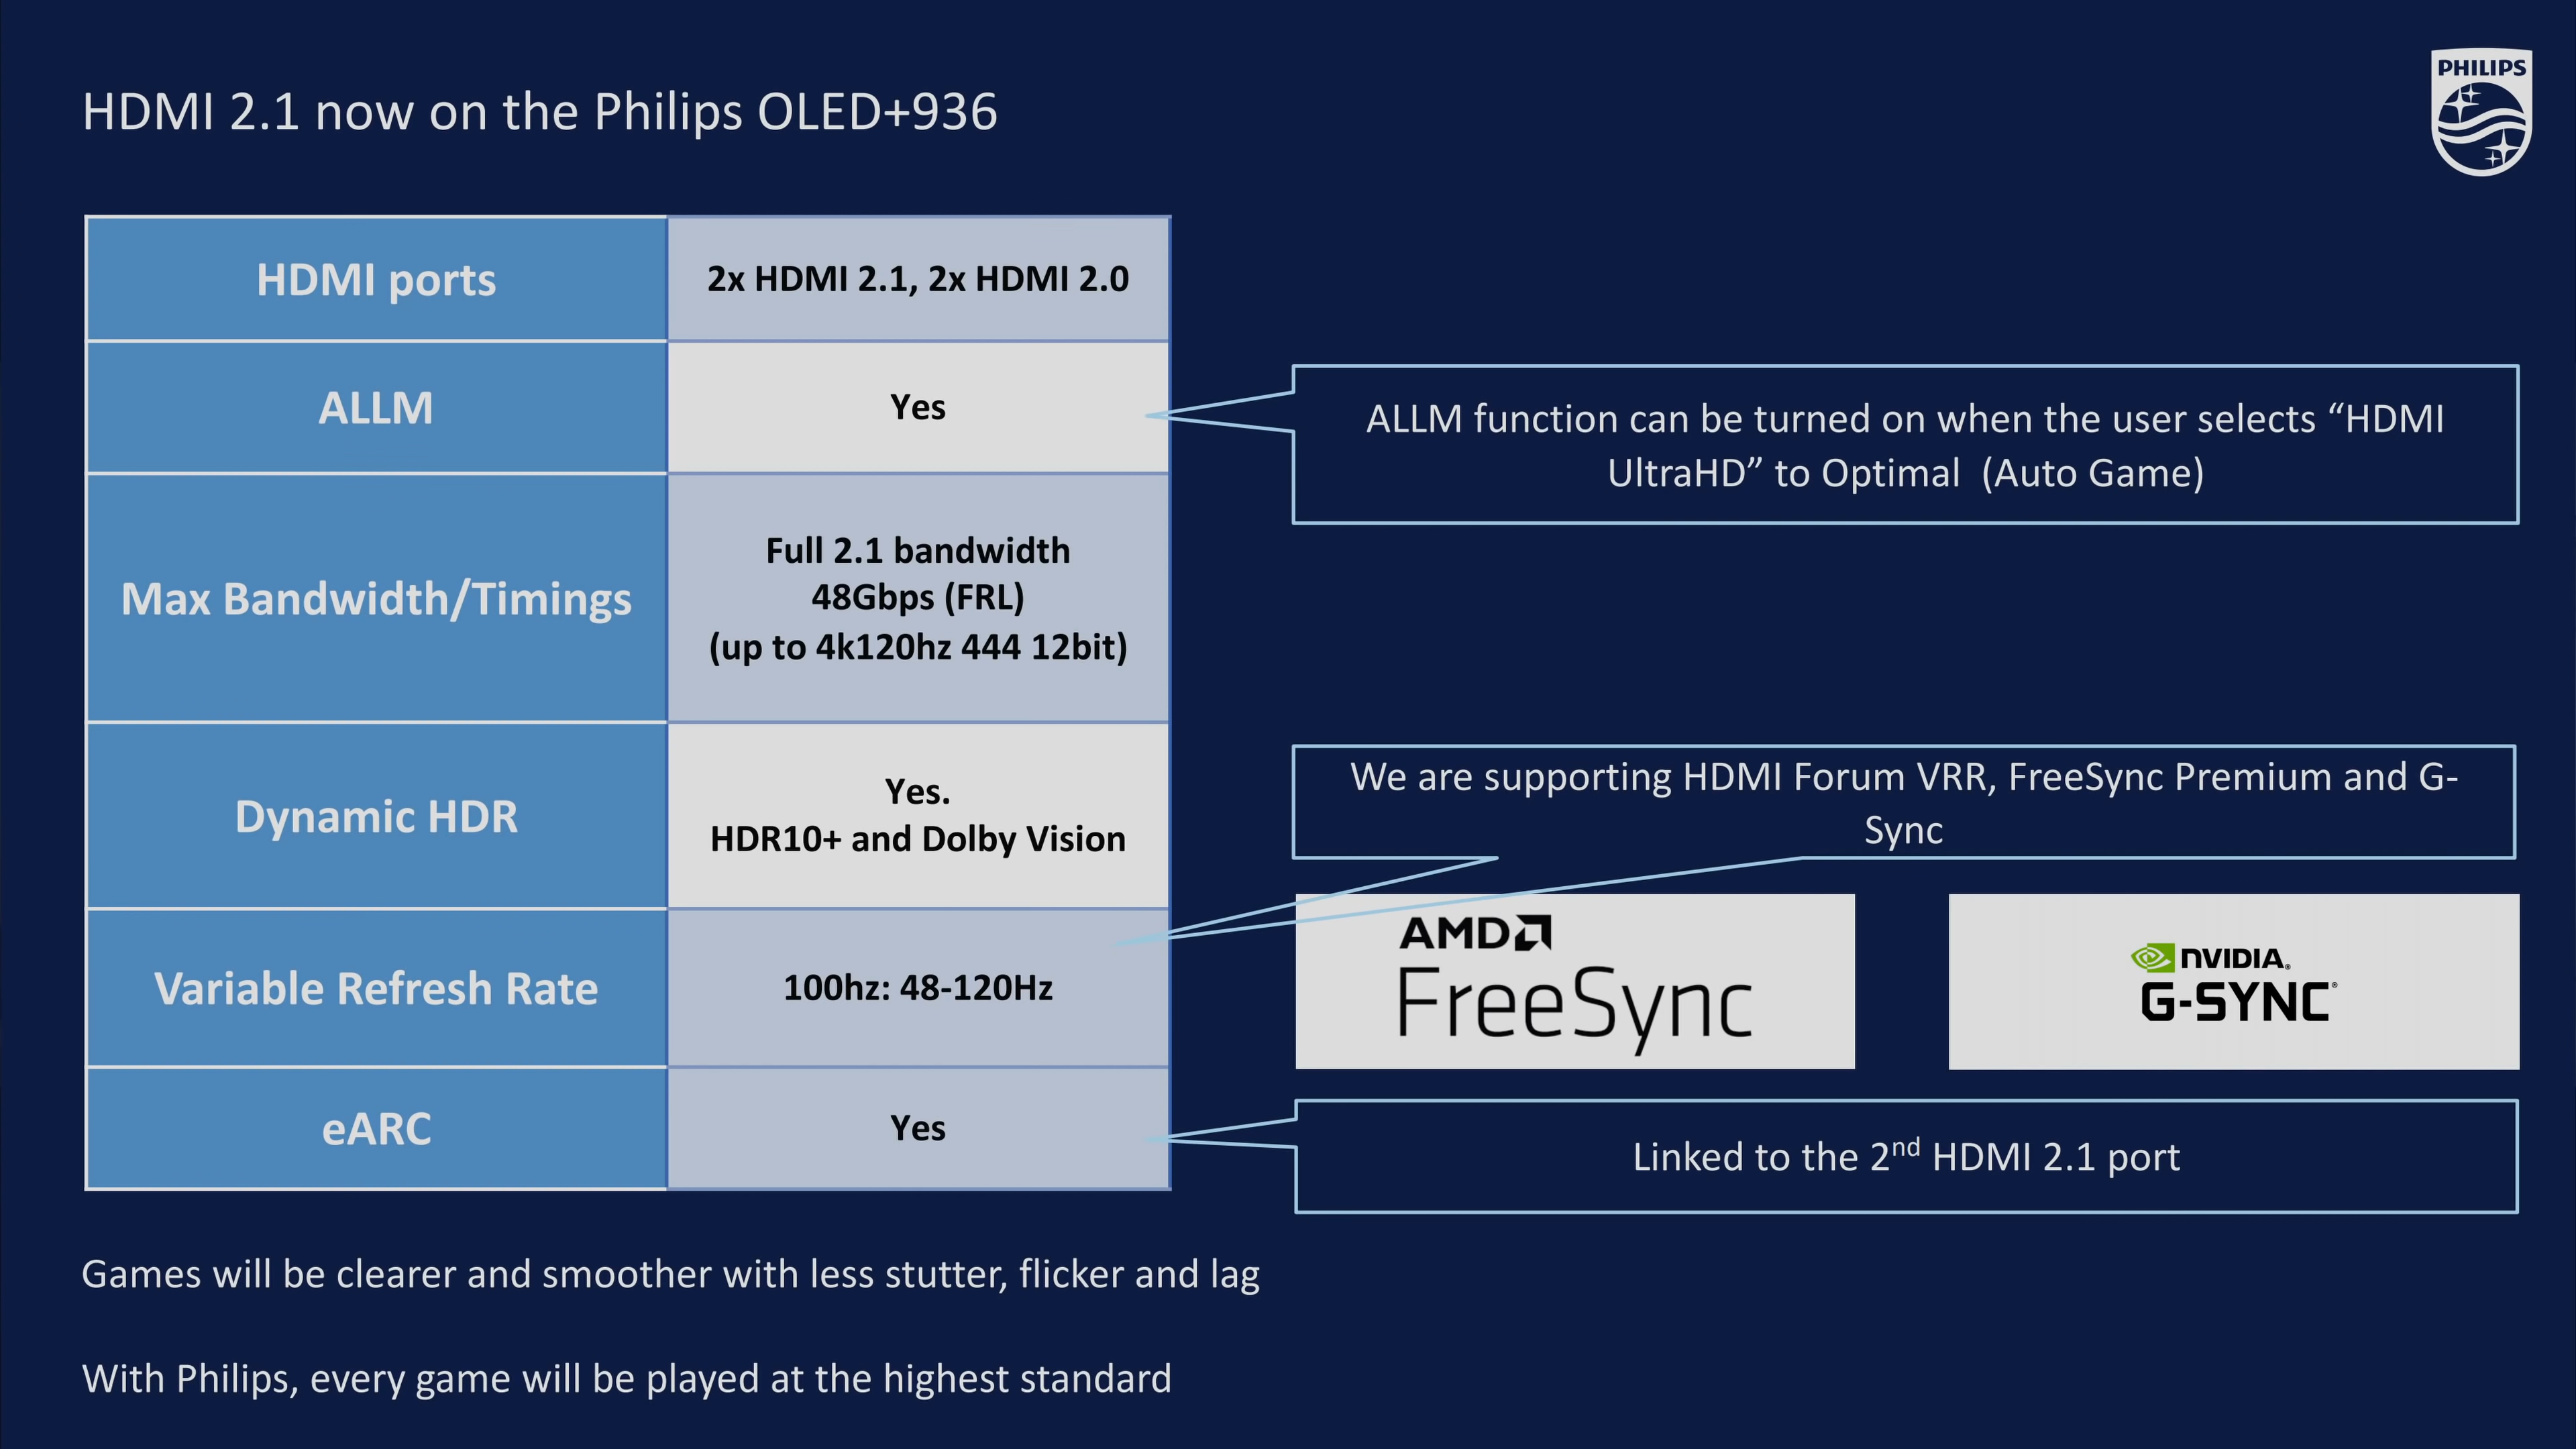 PHILIPS
HDMI 2.1 now on the Philips OLED+936
HDMI ports
2x HDMI 2.1, 2x HDMI 2.0
ALLM
Yes
ALLM function can be turned on when the user selects “HDMI
UltraHD” to Optimal  (Auto Game)
Max Bandwidth/Timings
Full 2.1 bandwidth
48Gbps (FRL)
(up to 4k120hz 444 12bit)
Dynamic HDR
Yes.
HDR10+ and Dolby Vision
We are supporting HDMI Forum VRR, FreeSync Premium and G-
Sync
Variable Refresh Rate
100hz: 48-120Hz
AMD
FreeSync
NVIDIA.
G-SYNC®
eARC
Yes
Linked to the 2nd HDMI 2.1 port
Games will be clearer and smoother with less stutter, flicker and lag
With Philips, every game will be played at the highest standard